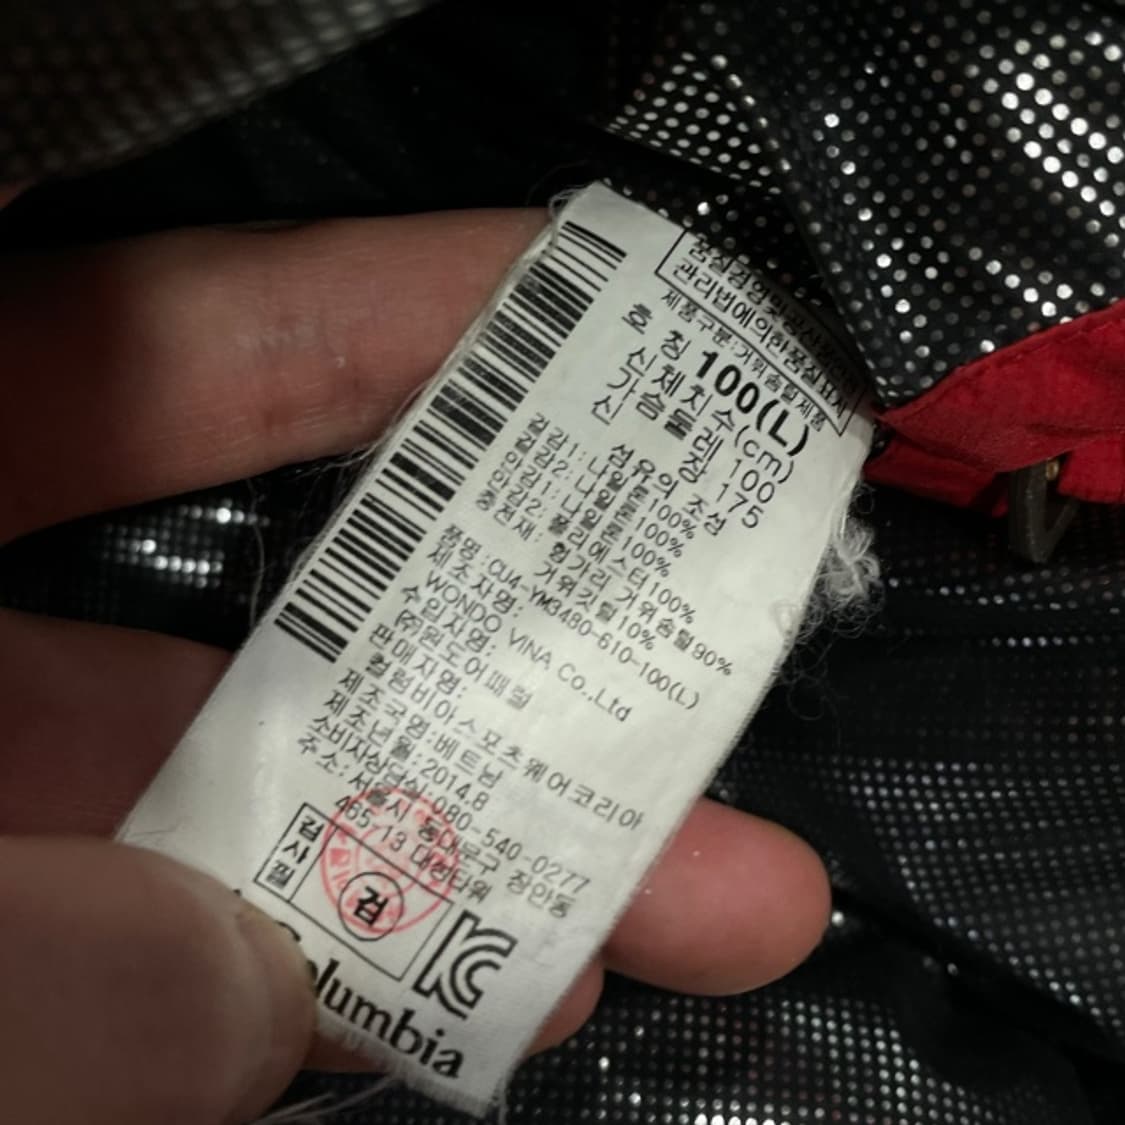 품질경영및공산품안전
관리법에의한품질표시
제품구분:거위솜털제품
호 칭 100(L)
신체치수(cm)
가슴둘레 100
신 장 175
섬유의 조성
겉감1: 나일론100%
겉감2: 나일론100%
안감1: 나일론100%
안감2: 폴리에스터100%
충전재: 헝가리 거위솜털90%
거위깃털10%
품명:CU4-YM3480-610-100(L)
제조자명:
WONDO VINA Co.,Ltd
수입자명:
(주)원도어패럴
판매자명:
컬럼비아스포츠웨어코리아
제조국명:베트남
제조년월:2014.8
소비자상담실:080-540-0277
주소: 서울시 동대문구 장안동
465-13
검사필
검
KC
Columbia